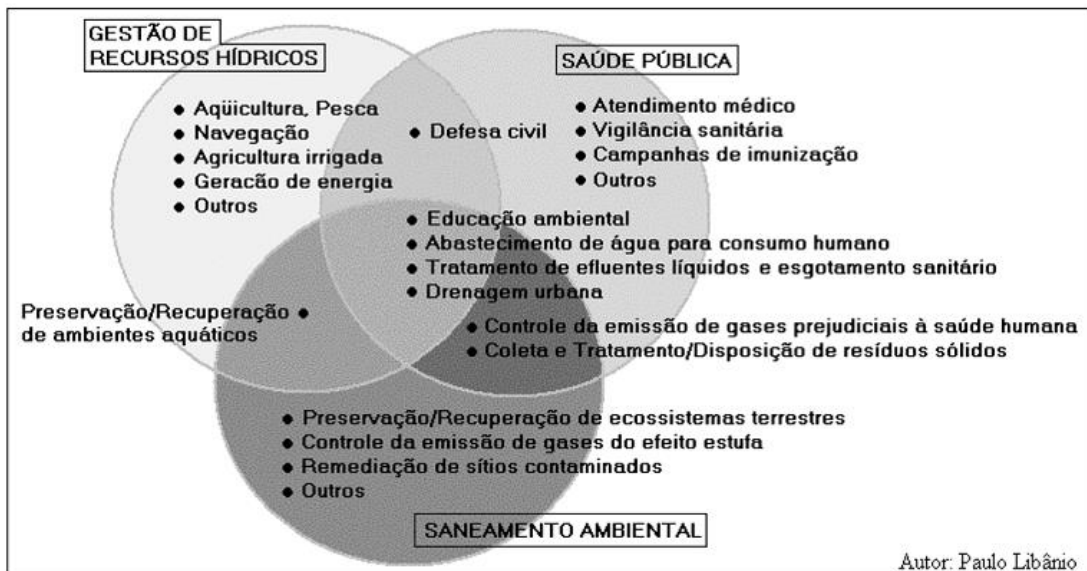 GESTÃO DE
RECURSOS HÍDRICOS
SAÚDE PÚBLICA
● Aqüicultura, Pesca
● Navegação
● Agricultura irrigada
● Geracão de energia
● Outros
● Defesa civil
● Atendimento médico
● Vigilância sanitária
● Campanhas de imunização
● Outros
● Educação ambiental
● Abastecimento de água para consumo humano
● Tratamento de efluentes líquidos e esgotamento sanitário
● Drenagem urbana
Preservação/Recuperação ●
de ambientes aquáticos
● Controle da emissão de gases prejudiciais à saúde humana
● Coleta e Tratamento/Disposição de resíduos sólidos
● Preservação/Recuperação de ecossistemas terrestres
● Controle da emissão de gases do efeito estufa
● Remediação de sítios contaminados
● Outros
SANEAMENTO AMBIENTAL
Autor: Paulo Libânio